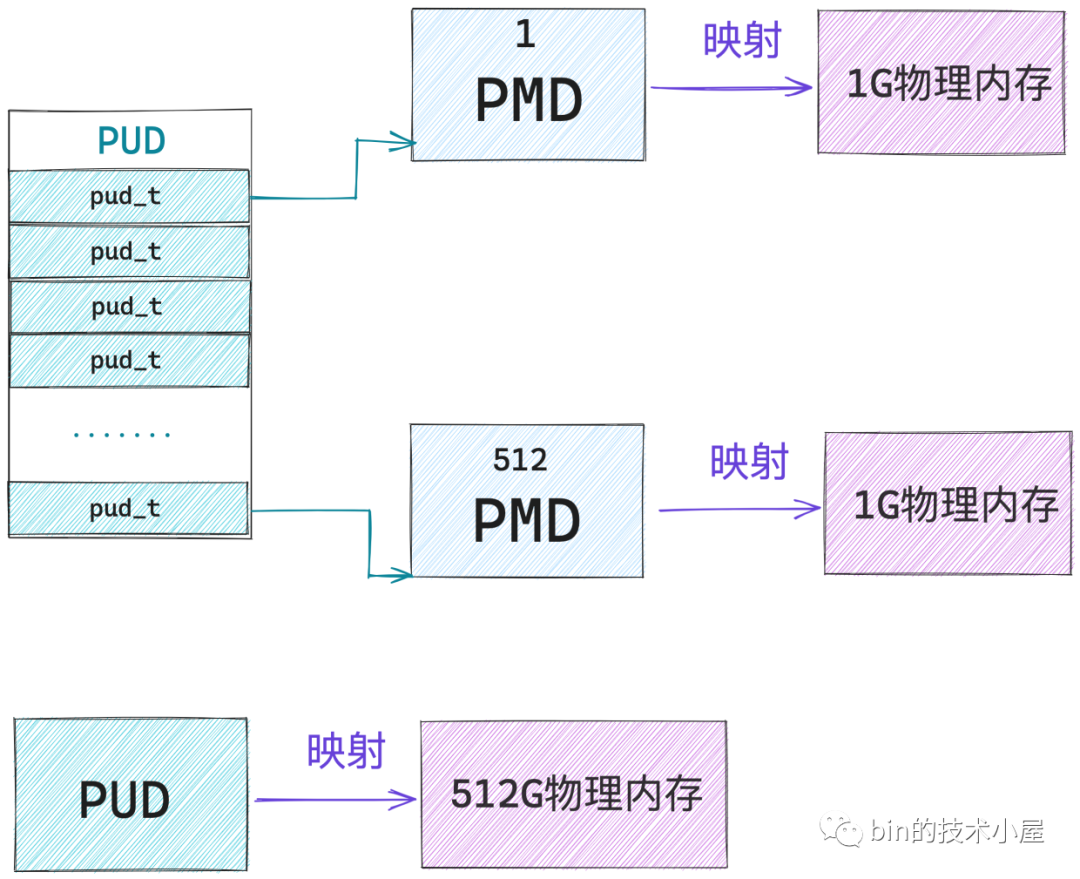 1
PMD
映射
1G物理内存
PUD
pud_t
pud_t
pud_t
pud_t
.......
pud_t
512
PMD
映射
1G物理内存
PUD
映射
512G物理内存
bin的技术小屋